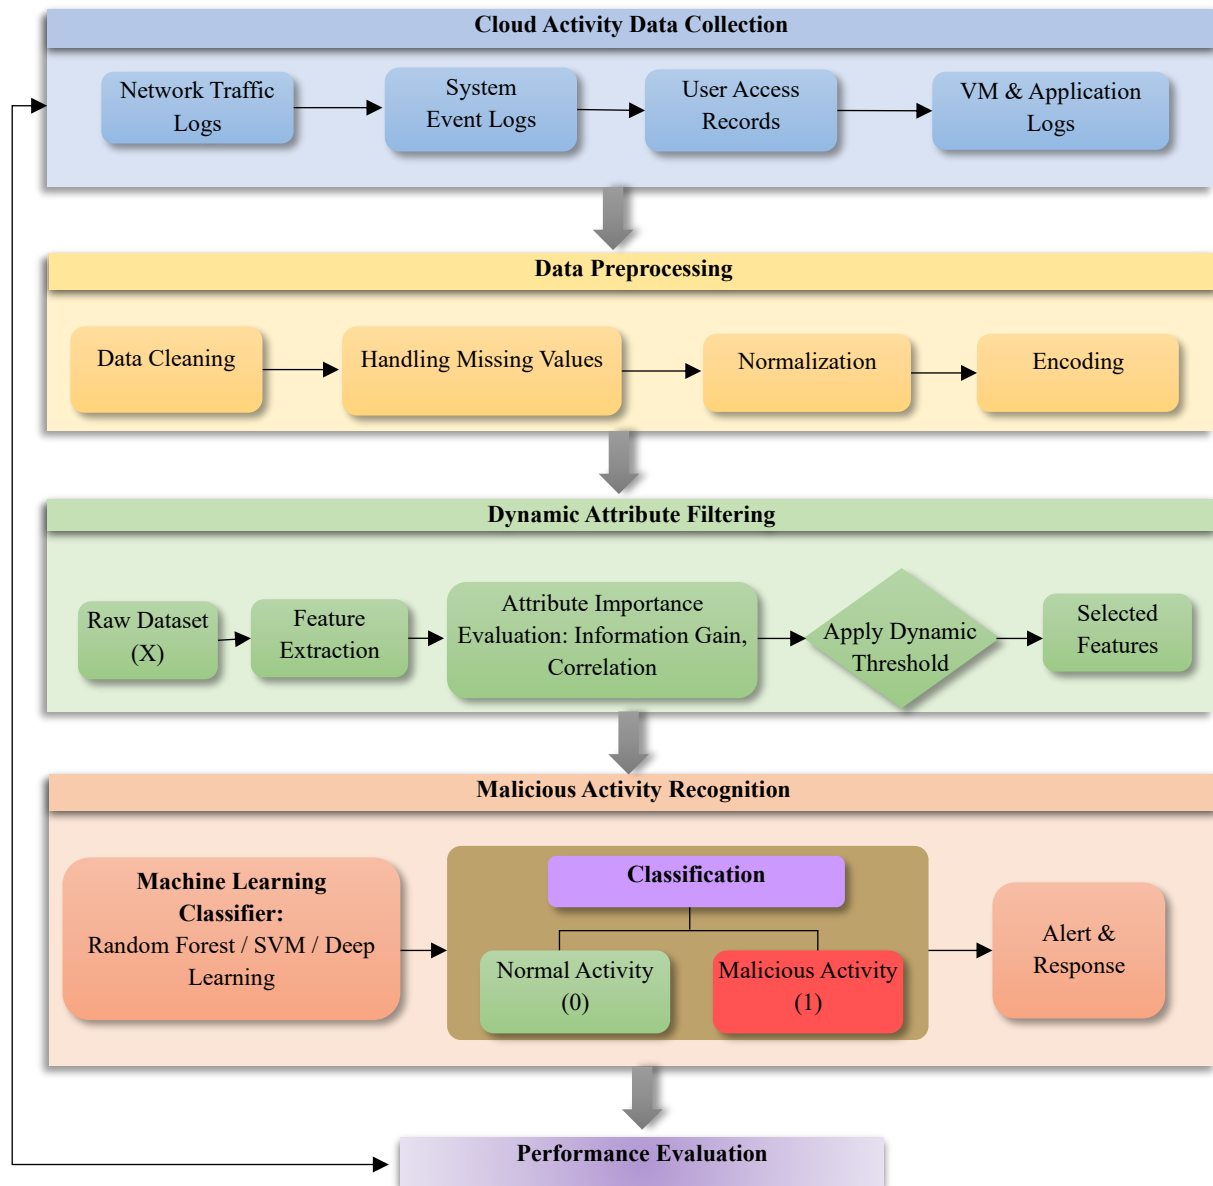 Cloud Activity Data Collection
Network Traffic
Logs
System
Event Logs
User Access
Records
VM & Application
Logs
Data Preprocessing
Data Cleaning
Handling Missing Values
Normalization
Encoding
Dynamic Attribute Filtering
Raw Dataset
(X)
Feature
Extraction
Attribute Importance
Evaluation: Information Gain,
Correlation
Apply Dynamic
Threshold
Selected
Features
Malicious Activity Recognition
Machine Learning
Classifier:
Random Forest / SVM / Deep
Learning
Classification
Normal Activity
(0)
Malicious Activity
(1)
Alert &
Response
Performance Evaluation